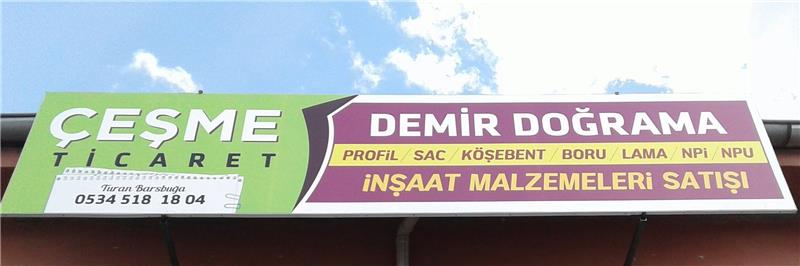 ÇEŞME
TİCARET
Turan Barsbuğa
0534 518 18 04
DEMİR DOĞRAMA
PROFİL / SAC / KÖŞEBENT / BORU / LAMA / NPİ / NPU
İNŞAAT MALZEMELERİ SATIŞI